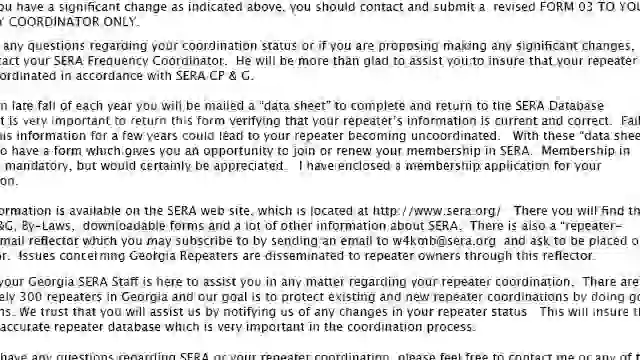 ou have a significant change as indicated above, you should contact and submit a revised FORM 03 TO YOU
Y COORDINATOR ONLY.
any questions regarding your coordination status or if you are proposing making any significant changes,
tact your SERA Frequency Coordinator. He will be more than glad to assist you to insure that your repeater
ordinated in accordance with SERA CP & G.
n late fall of each year you will be mailed a "data sheet" to complete and return to the SERA Database
t is very important to return this form verifying that your repeater's information is current and correct. Fail
his information for a few years could lead to your repeater becoming uncoordinated. With these "data shee
o have a form which gives you an opportunity to join or renew your membership in SERA. Membership in
mandatory, but would certainly be appreciated. I have enclosed a membership application for your
on.
ormation is available on the SERA web site, which is located at http://www.sera.org/ There you will find th
&G, By-Laws, downloadable forms and a lot of other information about SERA. There is also a "repeater-
mail reflector which you may subscribe to by sending an email to w4kmb@sera.org and ask to be placed o
r. Issues concerning Georgia Repeaters are disseminated to repeater owners through this reflector.
your Georgia SERA Staff is here to assist you in any matter regarding your repeater coordination. There are
ely 300 repeaters in Georgia and our goal is to protect existing and new repeater coordinations by doing go
ns. We trust that you will assist us by notifying us of any changes in your repeater status This will insure th
accurate repeater database which is very important in the coordination process.
have any questions regarding SERA or your repeater coordination, please feel free to contact me or any of t